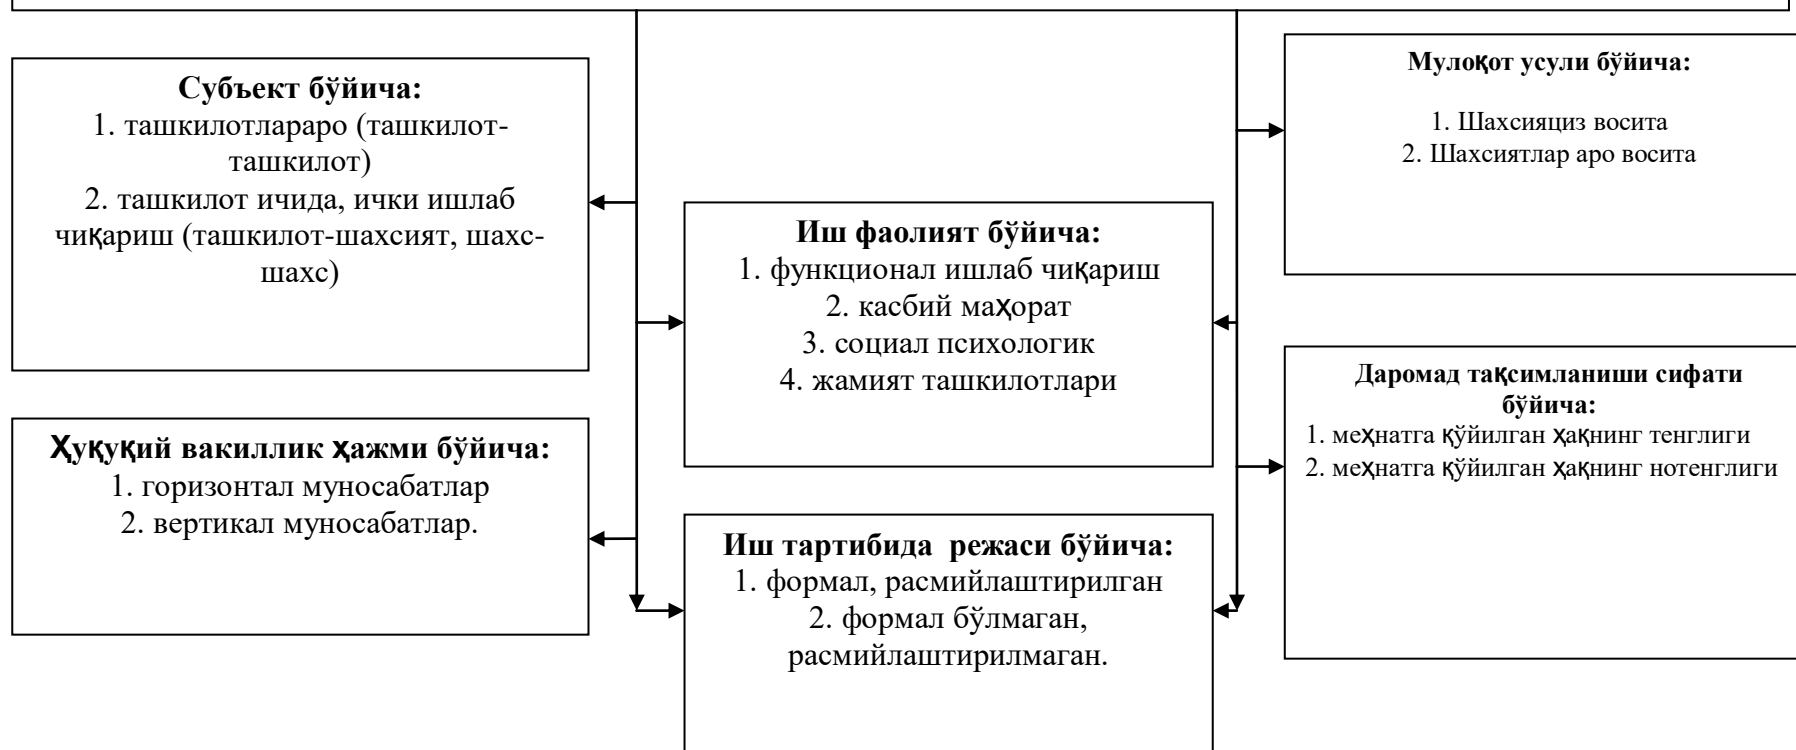 Субъект бўйича:
1. ташкилотлараро (ташкилот-
ташкилот)
2. ташкилот ичида, ички ишлаб
чиқариш (ташкилот-шахсият, шахс-
шахс)
Ҳуқуқий вакиллик ҳажми бўйича:
1. горизонтал муносабатлар
2. вертикал муносабатлар.
Иш фаолият бўйича:
1. функционал ишлаб чиқариш
2. касбий маҳорат
3. социал психологик
4. жамият ташкилотлари
Иш тартибида  режаси бўйича:
1. формал, расмийлаштирилган
2. формал бўлмаган,
расмийлаштирилмаган.
Мулоқот усули бўйича:
1. Шахсияциз восита
2. Шахсиятлар аро восита
Даромад тақсимланиши сифати
бўйича:
1. меҳнатга қўйилган ҳақнинг тенглиги
2. меҳнатга қўйилган ҳақнинг нотенглиги